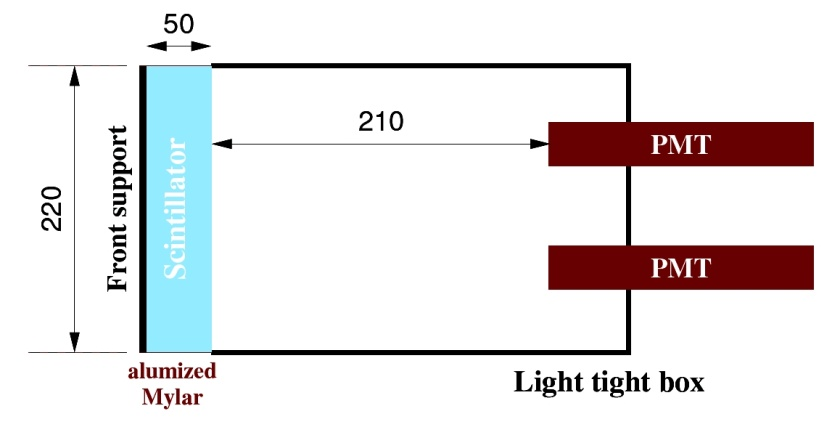 50
210
PMT
Front support
Scintillator
220
PMT
alumized
Mylar
Light tight box